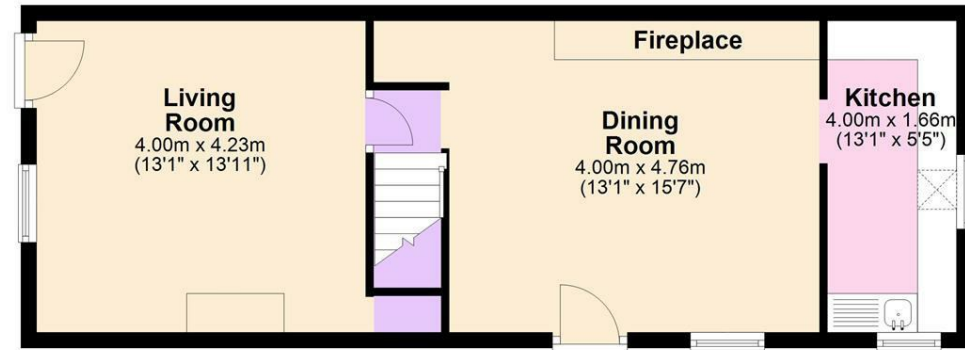 Living
Room
4.00m x 4.23m
(13'1" x 13'11")
Fireplace
Dining
Room
4.00m x 4.76m
(13'1" x 15'7")
Kitchen
4.00m x 1.66m
(13'1" x 5'5")